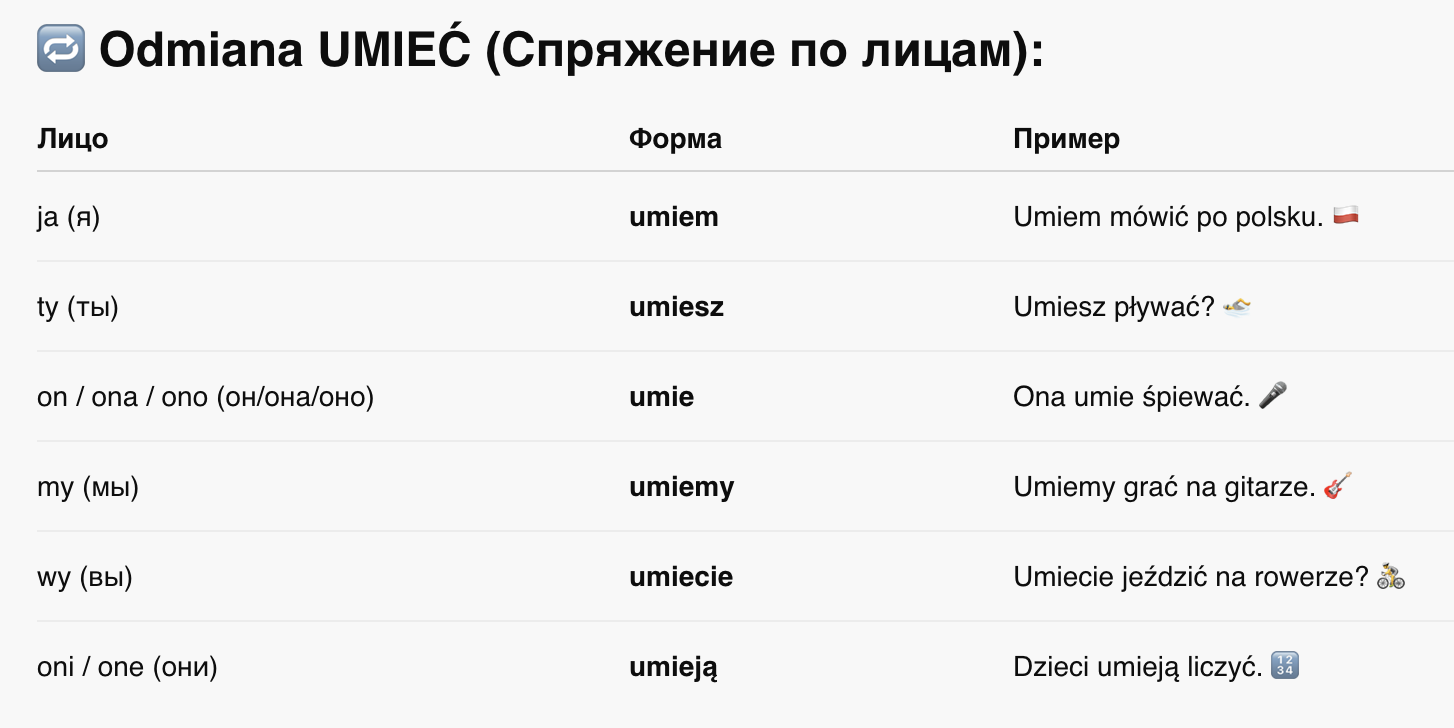 🔁 Odmiana UMIEĆ (Спряжение по лицам):
Лицо Форма Пример
ja (я) umiem Umiem mówić po polsku. 🇵🇱
ty (ты) umiesz Umiesz pływać? 🏊
on / ona / ono (он/она/оно) umie Ona umie śpiewać. 🎤
my (мы) umiemy Umiemy grać na gitarze. 🎸
wy (вы) umiecie Umiecie jeździć na rowerze? 🚴
oni / one (они) umieją Dzieci umieją liczyć. 🔢